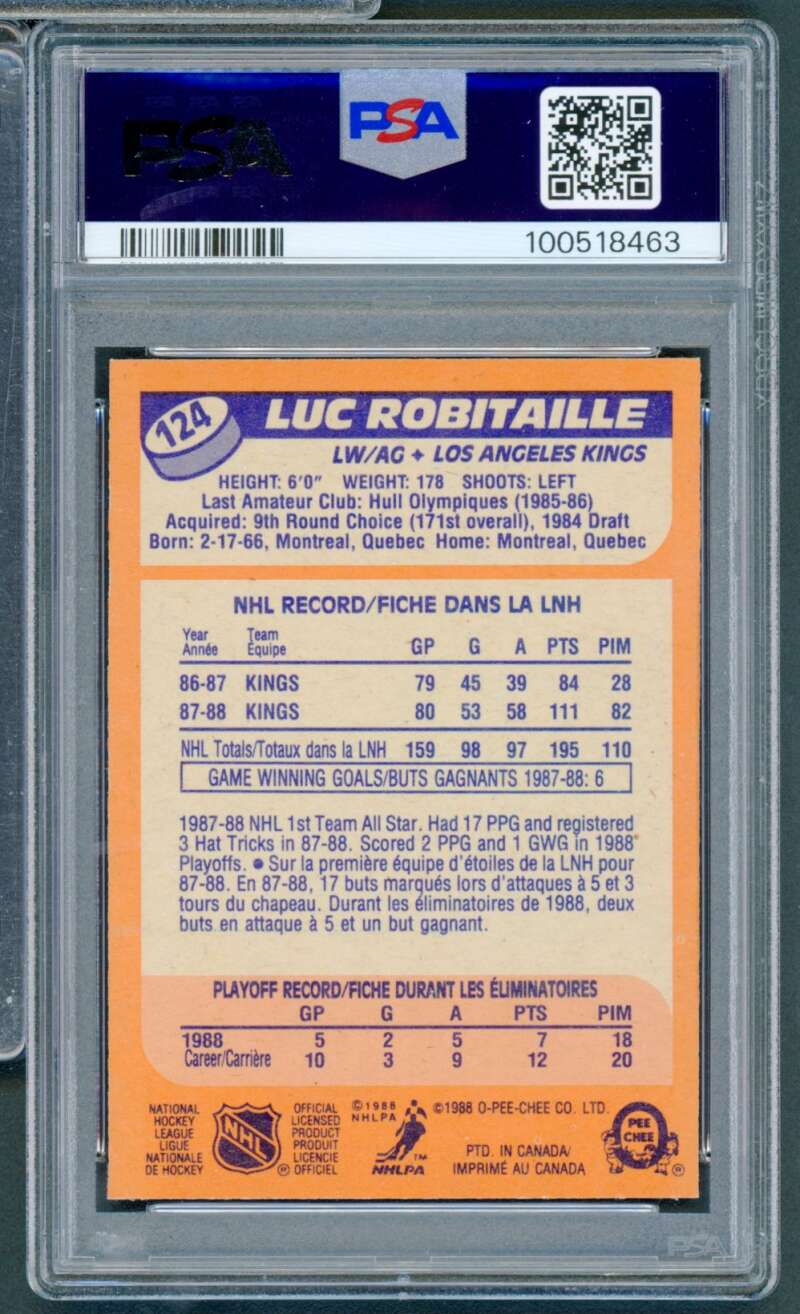 PSA
PSA
100518463
124
LUC ROBITAILLE
LW/AG + LOS ANGELES KINGS
HEIGHT: 6'0" WEIGHT: 178 SHOOTS: LEFT
Last Amateur Club: Hull Olympiques (1985-86)
Acquired: 9th Round Choice (171st overall), 1984 Draft
Born: 2-17-66, Montreal, Quebec Home: Montreal, Quebec
NHL RECORD/FICHE DANS LA LNH
Year Team
Année Équipe GP G A PTS PIM
86-87 KINGS 79 45 39 84 28
87-88 KINGS 80 53 58 111 82
NHL Totals/Totaux dans la LNH 159 98 97 195 110
GAME WINNING GOALS/BUTS GAGNANTS 1987-88: 6
1987-88 NHL 1st Team All Star. Had 17 PPG and registered
3 Hat Tricks in 87-88. Scored 2 PPG and 1 GWG in 1988
Playoffs. ● Sur la première équipe d'étoiles de la LNH pour
87-88. En 87-88, 17 buts marqués lors d'attaques à 5 et 3
tours du chapeau. Durant les éliminatoires de 1988, deux
buts en attaque à 5 et un but gagnant.
PLAYOFF RECORD/FICHE DURANT LES ÉLIMINATOIRES
GP G A PTS PIM
1988 5 2 5 7 18
Career/Carrière 10 3 9 12 20
NATIONAL
HOCKEY
LEAGUE
LIGUE
NATIONALE
DE HOCKEY
NHL
®
OFFICIAL
LICENSED
PRODUCT
PRODUIT
LICENCIE
OFFICIEL
©1988
NHLPA
TM
NHLPA
©1988 O-PEE-CHEE CO. LTD.
PTD. IN CANADA/
IMPRIMÉ AU CANADA
PEE
CHEE
®
PSA